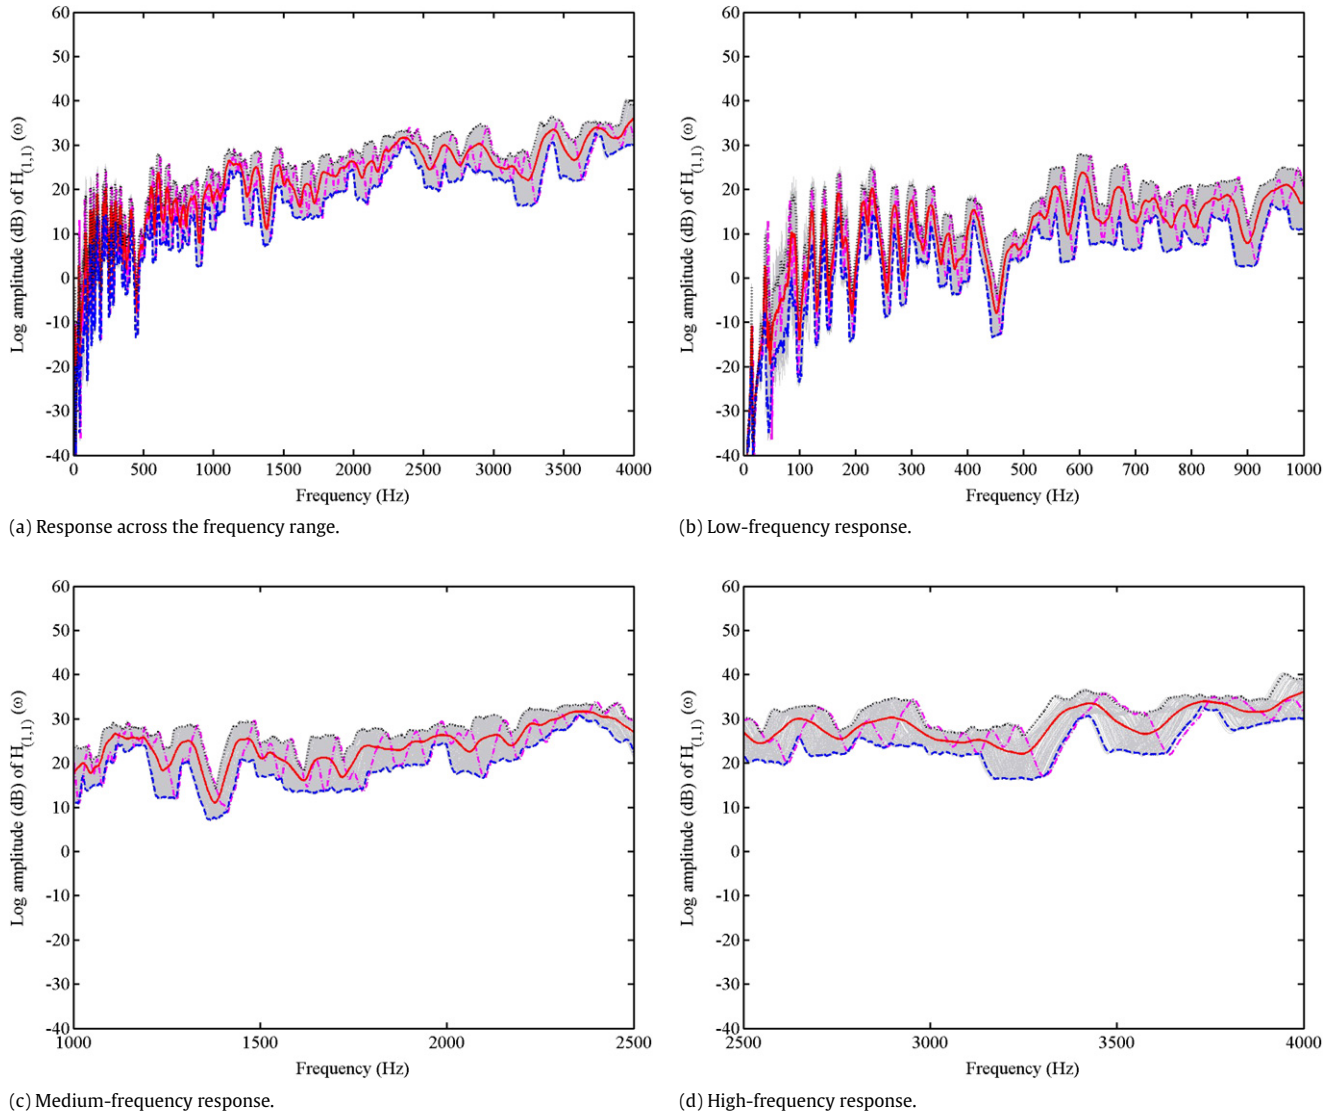 60
50
40
30
20
10
0
-10
-20
-30
-40
Log amplitude (dB) of H(1,1) (ω)
0 500 1000 1500 2000 2500 3000 3500 4000
Frequency (Hz)
(a) Response across the frequency range.
60
50
40
30
20
10
0
-10
-20
-30
-40
Log amplitude (dB) of H(1,1) (ω)
0 100 200 300 400 500 600 700 800 900 1000
Frequency (Hz)
(b) Low-frequency response.
60
50
40
30
20
10
0
-10
-20
-30
-40
Log amplitude (dB) of H(1,1) (ω)
1000 1500 2000 2500
Frequency (Hz)
(c) Medium-frequency response.
60
50
40
30
20
10
0
-10
-20
-30
-40
Log amplitude (dB) of H(1,1) (ω)
2500 3000 3500 4000
Frequency (Hz)
(d) High-frequency response.